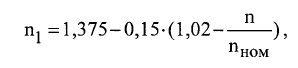 n₁ = 1,375 − 0,15·(1,02 − n/nном),